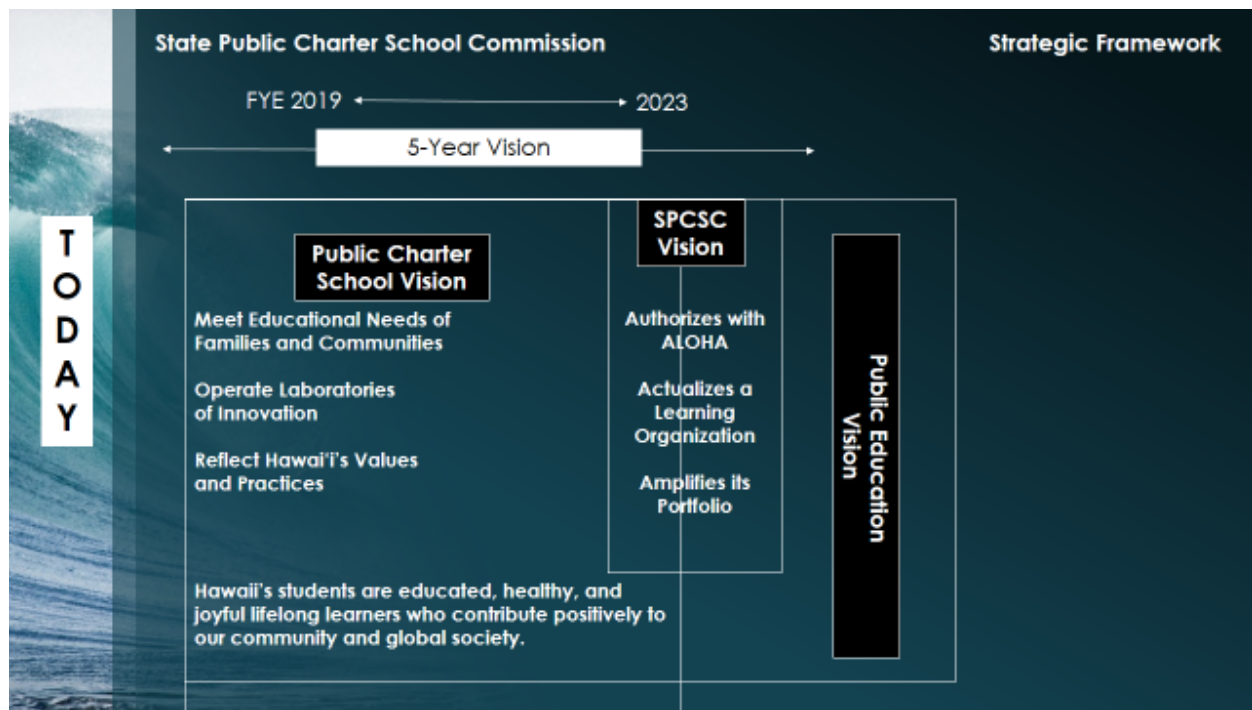 State Public Charter School Commission
Strategic Framework
FYE 2019
2023
5-Year Vision
T
O
D
A
Y
Public Charter
School Vision
Meet Educational Needs of
Families and Communities
Operate Laboratories
of Innovation
Reflect Hawai‘i’s Values
and Practices
SPCSC
Vision
Authorizes with
ALOHA
Actualizes a
Learning
Organization
Amplifies its
Portfolio
Public Education
Vision
Hawaii’s students are educated, healthy, and
joyful lifelong learners who contribute positively to
our community and global society.